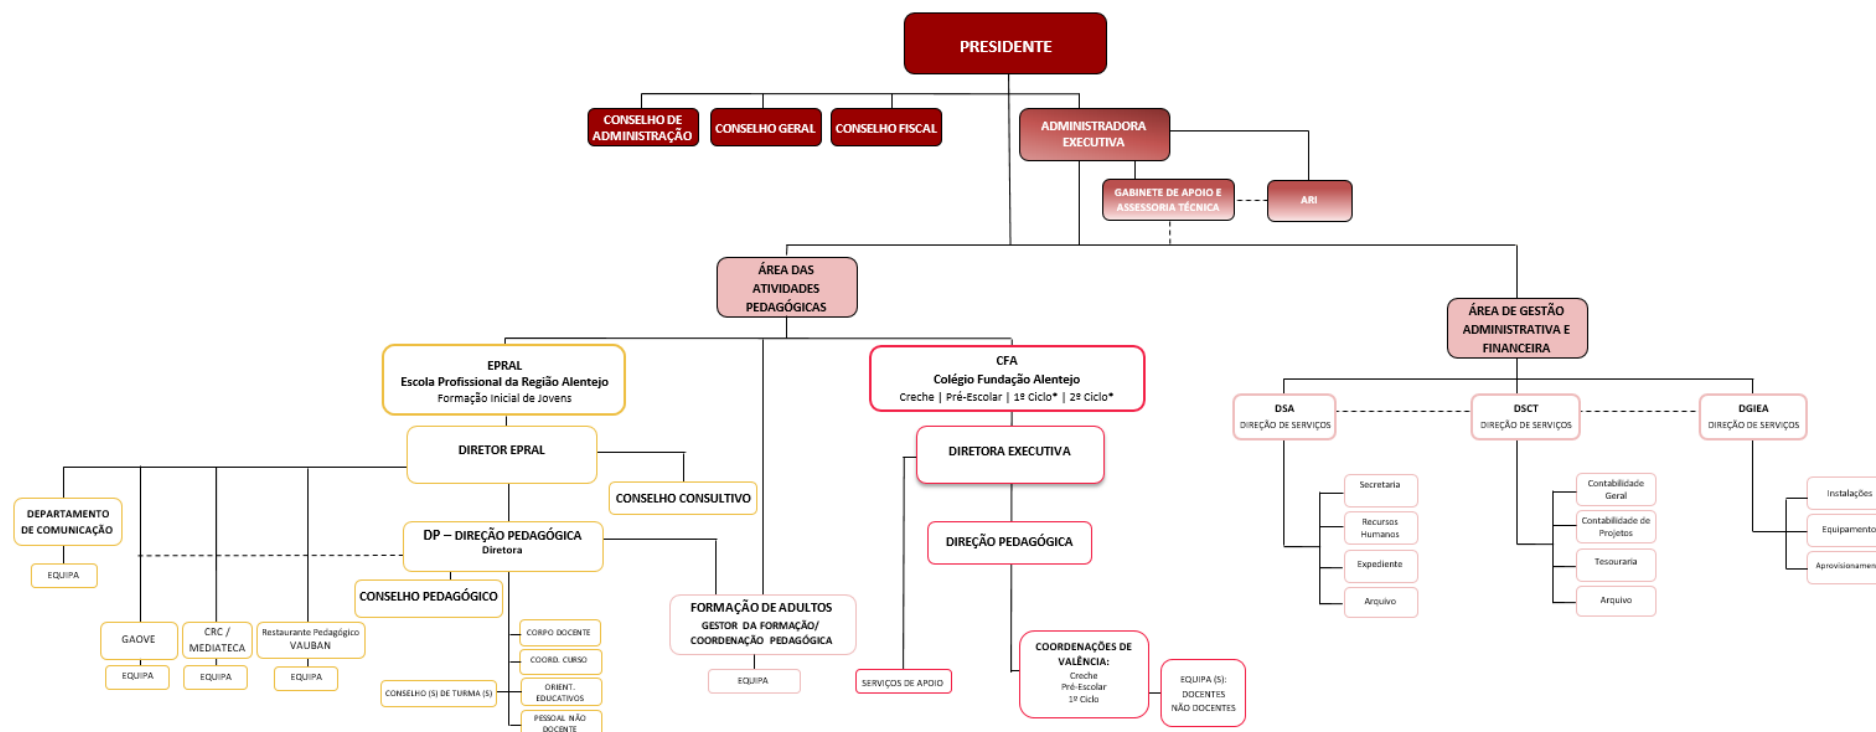 PRESIDENTE
CONSELHO DE
ADMINISTRAÇÃO
CONSELHO GERAL
CONSELHO FISCAL
ADMINISTRADORA
EXECUTIVA
GABINETE DE APOIO E
ASSESSORIA TÉCNICA
ARI
ÁREA DAS
ATIVIDADES
PEDAGÓGICAS
ÁREA DE GESTÃO
ADMINISTRATIVA E
FINANCEIRA
EPRAL
Escola Profissional da Região Alentejo
Formação Inicial de Jovens
CFA
Colégio Fundação Alentejo
Creche | Pré-Escolar | 1º Ciclo* | 2º Ciclo*
DSA
DIREÇÃO DE SERVIÇOS
DSCT
DIREÇÃO DE SERVIÇOS
DGIEA
DIREÇÃO DE SERVIÇOS
DIRETOR EPRAL
CONSELHO CONSULTIVO
DIRETORA EXECUTIVA
DEPARTAMENTO
DE COMUNICAÇÃO
EQUIPA
DP – DIREÇÃO PEDAGÓGICA
Diretora
DIREÇÃO PEDAGÓGICA
CONSELHO PEDAGÓGICO
Secretaria
Recursos
Humanos
Expediente
Arquivo
Contabilidade
Geral
Contabilidade de
Projetos
Tesouraria
Arquivo
Instalações
Equipamento
Aprovisionamen
GAOVE
EQUIPA
CRC /
MEDIATECA
EQUIPA
Restaurante Pedagógico
VAUBAN
EQUIPA
CORPO DOCENTE
COORD. CURSO
CONSELHO (S) DE TURMA (S)
ORIENT.
EDUCATIVOS
PESSOAL NÃO
DOCENTE
FORMAÇÃO DE ADULTOS
GESTOR DA FORMAÇÃO/
COORDENAÇÃO PEDAGÓGICA
EQUIPA
SERVIÇOS DE APOIO
COORDENAÇÕES DE
VALÊNCIA:
Creche
Pré-Escolar
1º Ciclo
EQUIPA (S):
DOCENTES
NÃO DOCENTES